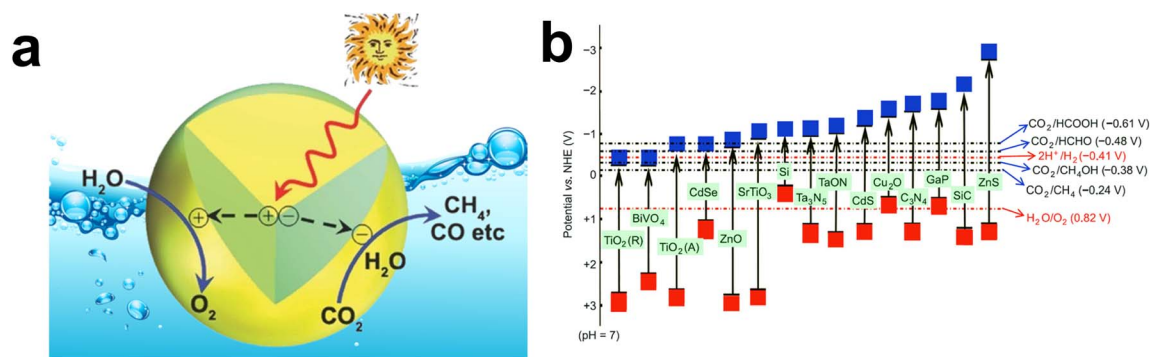 a
H₂O
+
+ −
−
CH₄,
CO etc
H₂O
O₂
CO₂
b
−3
−2
−1
0
+1
+2
+3
Potential vs. NHE (V)
(pH = 7)
TiO₂(R)
BiVO₄
TiO₂(A)
CdSe
ZnO
SrTiO₃
Si
Ta₃N₅
TaON
CdS
Cu₂O
C₃N₄
GaP
SiC
ZnS
CO₂/HCOOH (−0.61 V)
CO₂/HCHO (−0.48 V)
2H⁺/H₂(−0.41 V)
CO₂/CH₄OH (−0.38 V)
CO₂/CH₄ (−0.24 V)
H₂O/O₂ (0.82 V)